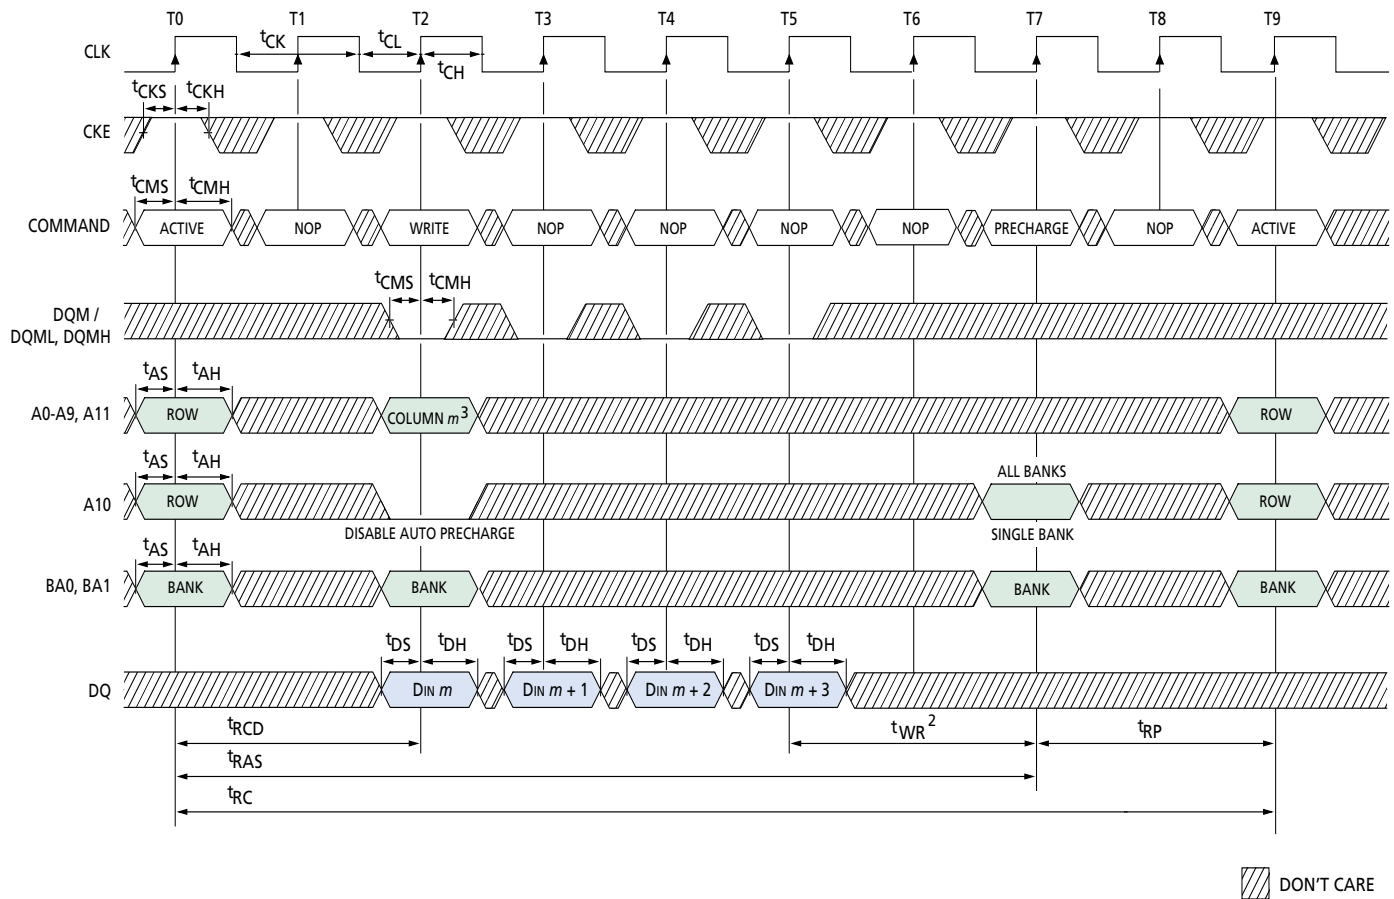 T0 T1 T2 T3 T4 T5 T6 T7 T8 T9
CLK
tCK tCL
tCH
tCKS tCKH
CKE
tCMS tCMH
COMMAND ACTIVE NOP WRITE NOP NOP NOP NOP PRECHARGE NOP ACTIVE
tCMS tCMH
DQM /
DQML, DQMH
tAS tAH
A0-A9, A11 ROW COLUMN m3 ROW
tAS tAH
ALL BANKS
A10 ROW ROW
DISABLE AUTO PRECHARGE SINGLE BANK
tAS tAH
BA0, BA1 BANK BANK BANK BANK
tDS tDH tDS tDH tDS tDH tDS tDH
DQ DIN m DIN m + 1 DIN m + 2 DIN m + 3
tRCD tWR2 tRP
tRAS
tRC
DON'T CARE